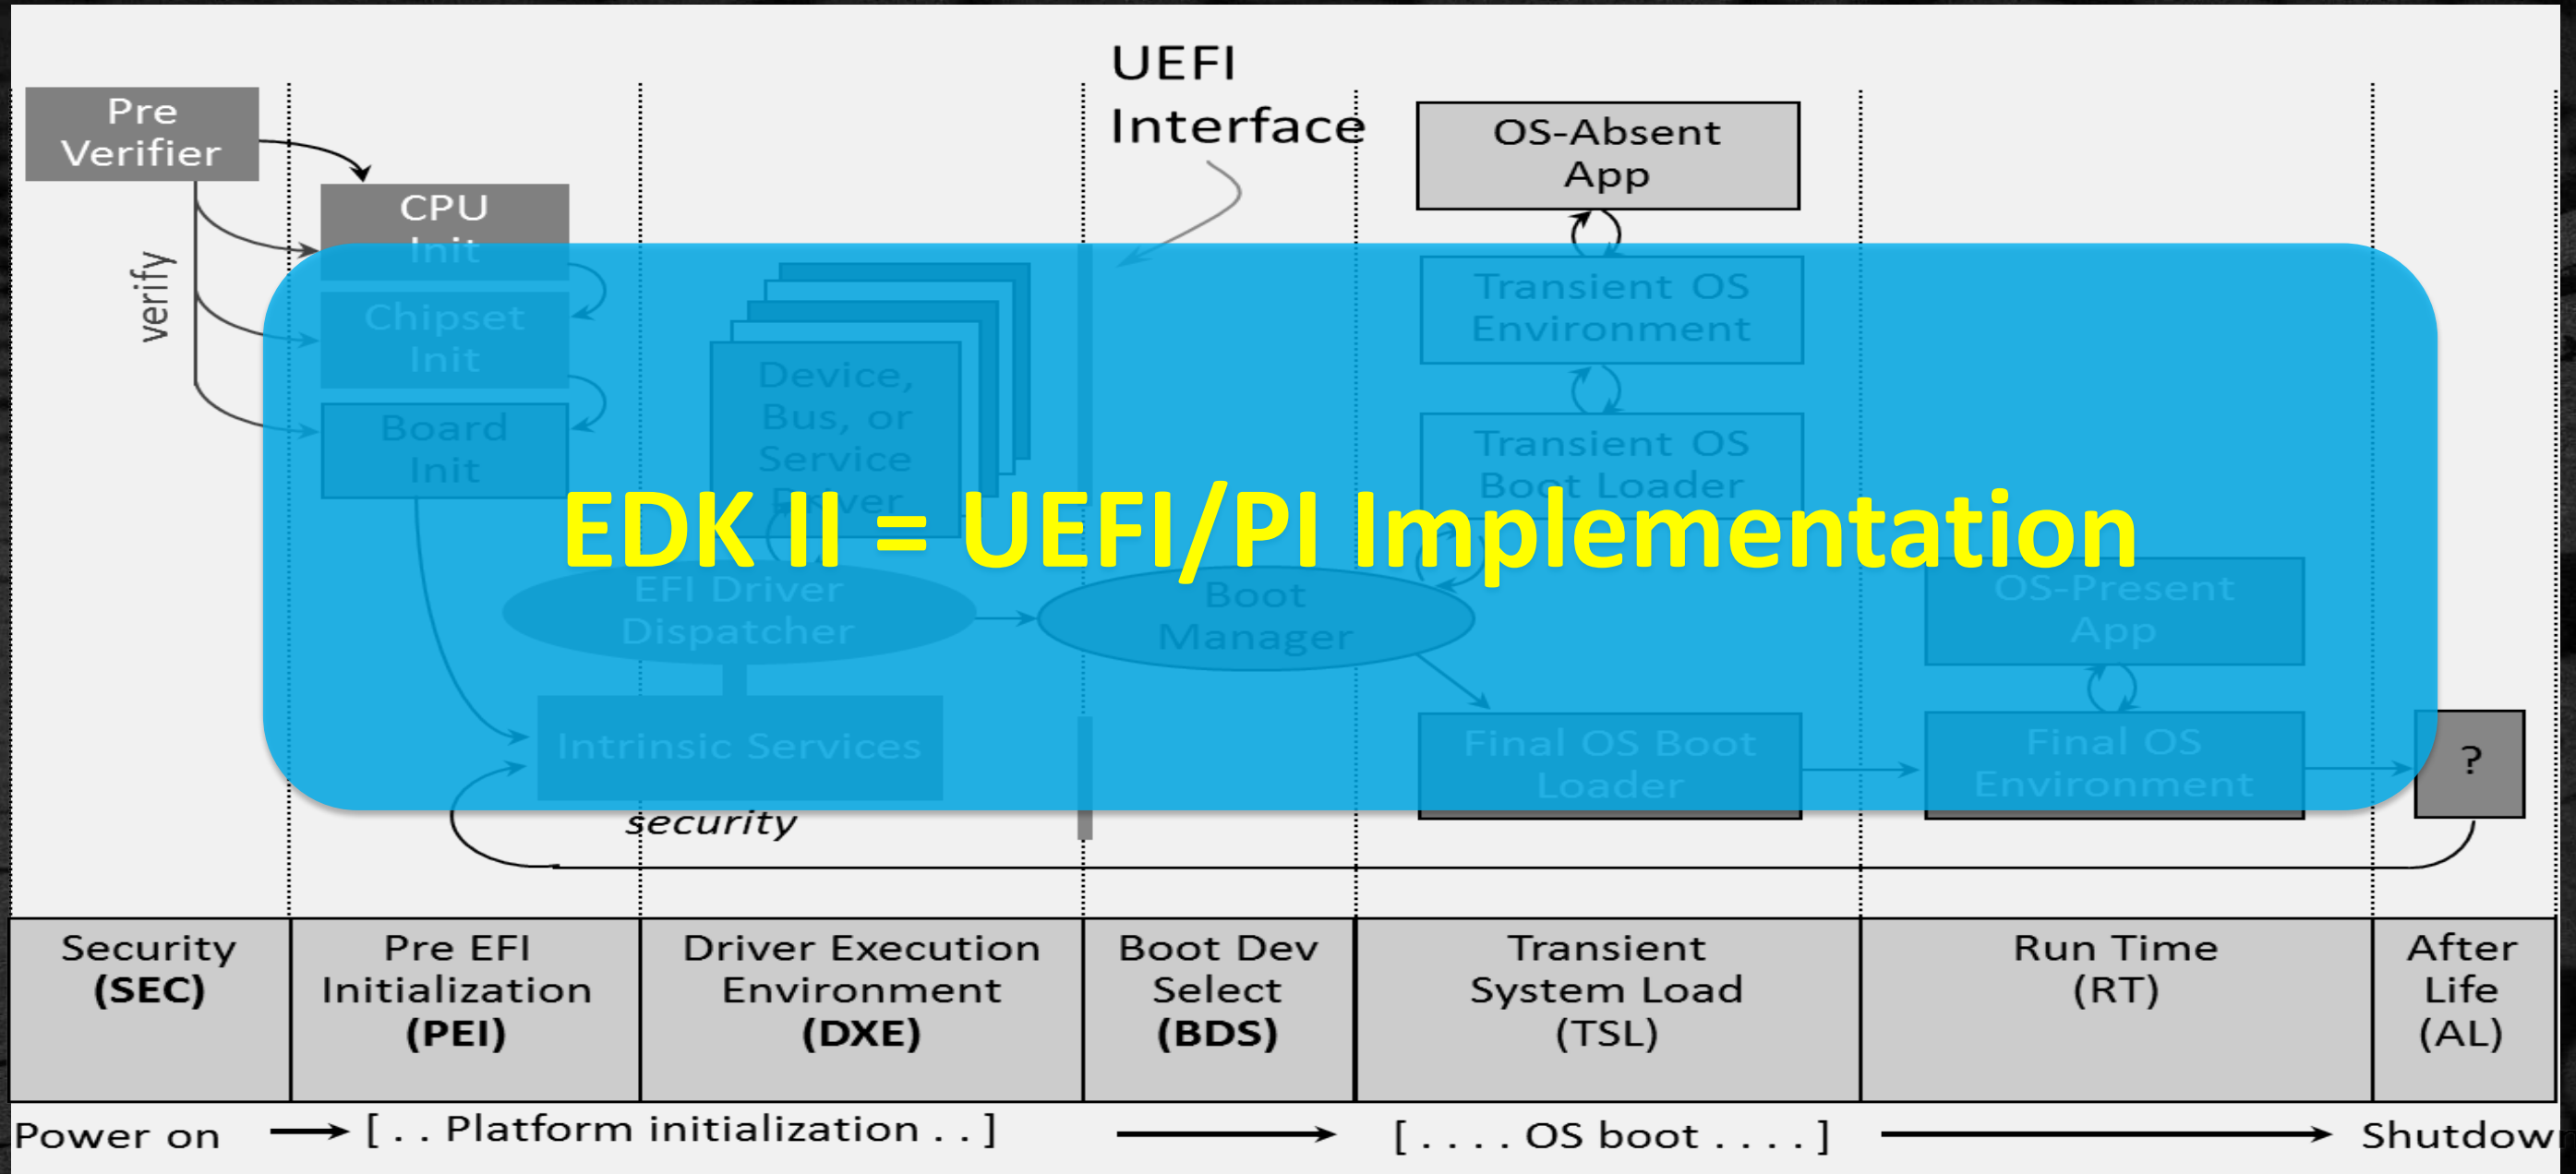 UEFI
Interface
Pre
Verifier
CPU
Init
Chipset
Init
Board
Init
verify
Device,
Bus, or
Service
Driver
EFI Driver
Dispatcher
Intrinsic Services
security
Boot
Manager
OS-Absent
App
Transient OS
Environment
Transient OS
Boot Loader
Final OS Boot
Loader
OS-Present
App
Final OS
Environment
?
EDK II = UEFI/PI Implementation
Security
(SEC)
Pre EFI
Initialization
(PEI)
Driver Execution
Environment
(DXE)
Boot Dev
Select
(BDS)
Transient
System Load
(TSL)
Run Time
(RT)
After
Life
(AL)
Power on
[ . . Platform initialization . . ]
[ . . . . OS boot . . . . ]
Shutdown